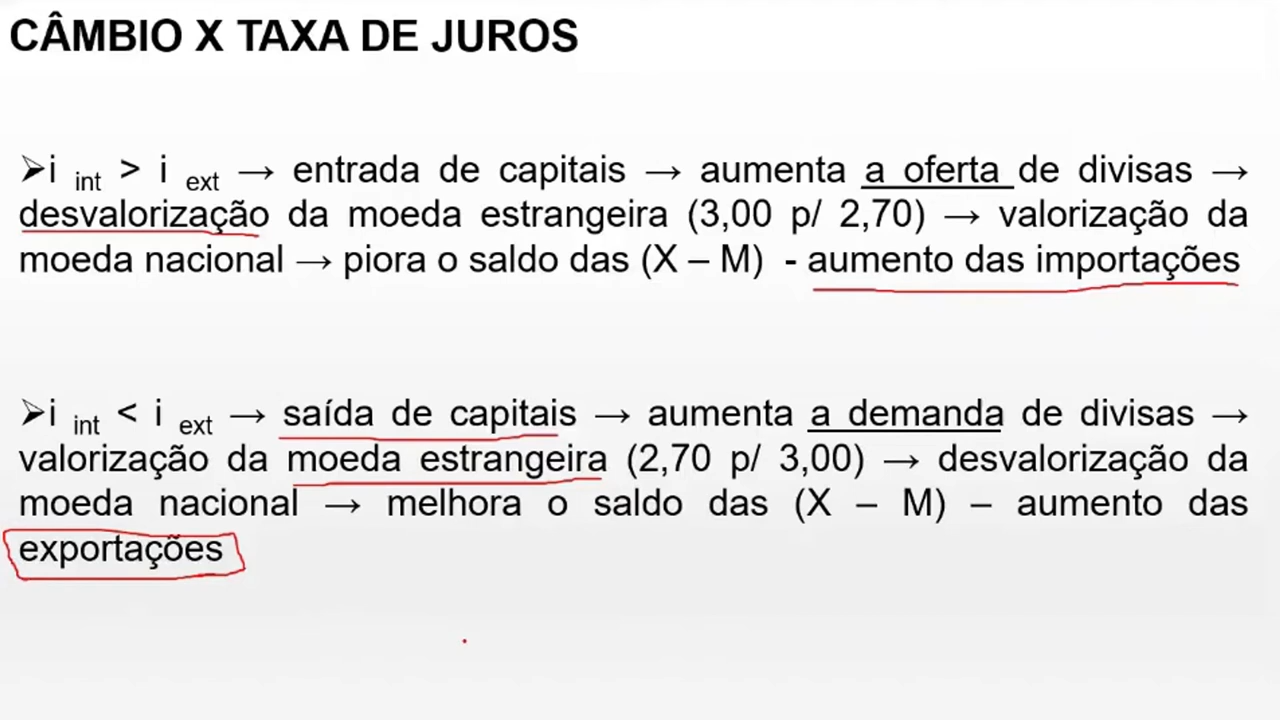 CÂMBIO X TAXA DE JUROS
➢i int > i ext → entrada de capitais → aumenta a oferta de divisas →
desvalorização da moeda estrangeira (3,00 p/ 2,70) → valorização da
moeda nacional → piora o saldo das (X – M) - aumento das importações
➢i int < i ext → saída de capitais → aumenta a demanda de divisas →
valorização da moeda estrangeira (2,70 p/ 3,00) → desvalorização da
moeda nacional → melhora o saldo das (X – M) – aumento das
exportações